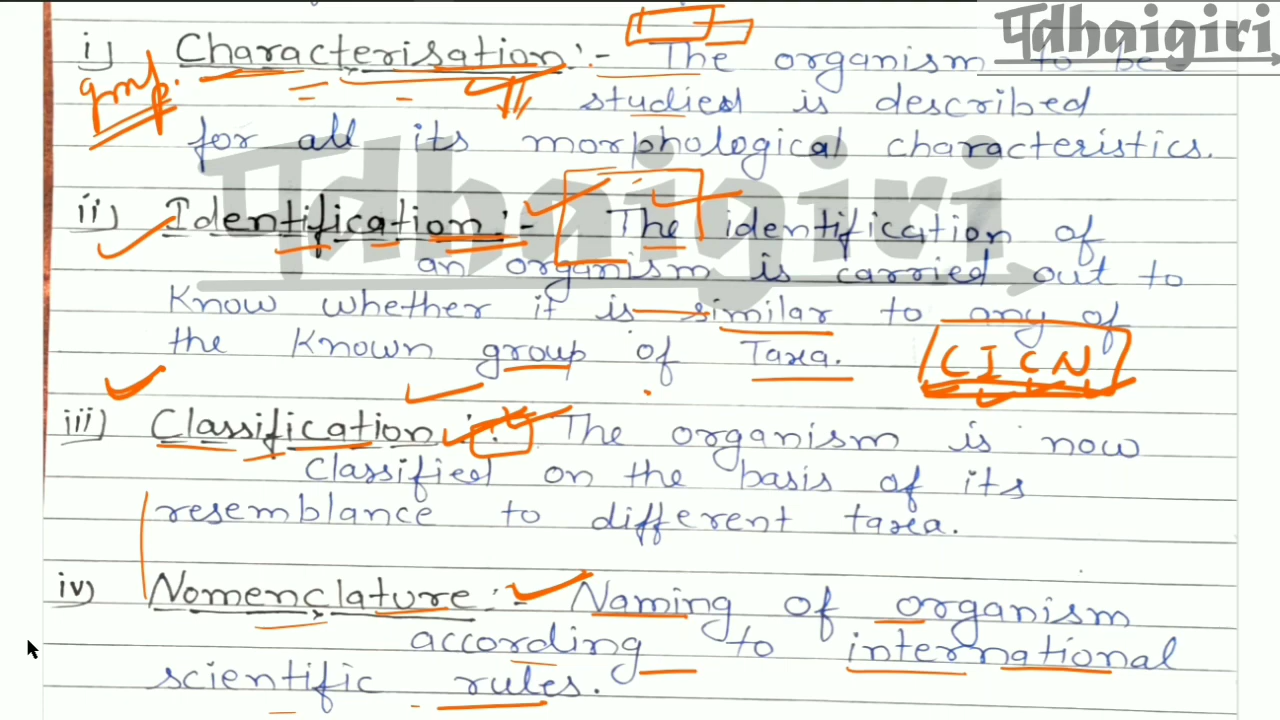 पdhaigiri
i) Characterisation :- The organism to be
gmp.
studied is described
for all its morphological characteristics.
पdhaigiri
ii) Identification :- The identification of
an organism is carried out to
know whether it is similar to any of
the known group of Taxa. CICN
iii) Classification : The organism is now
classified on the basis of its
resemblance to different taxa.
iv) Nomenclature :- Naming of organism
according to international
scientific rules.